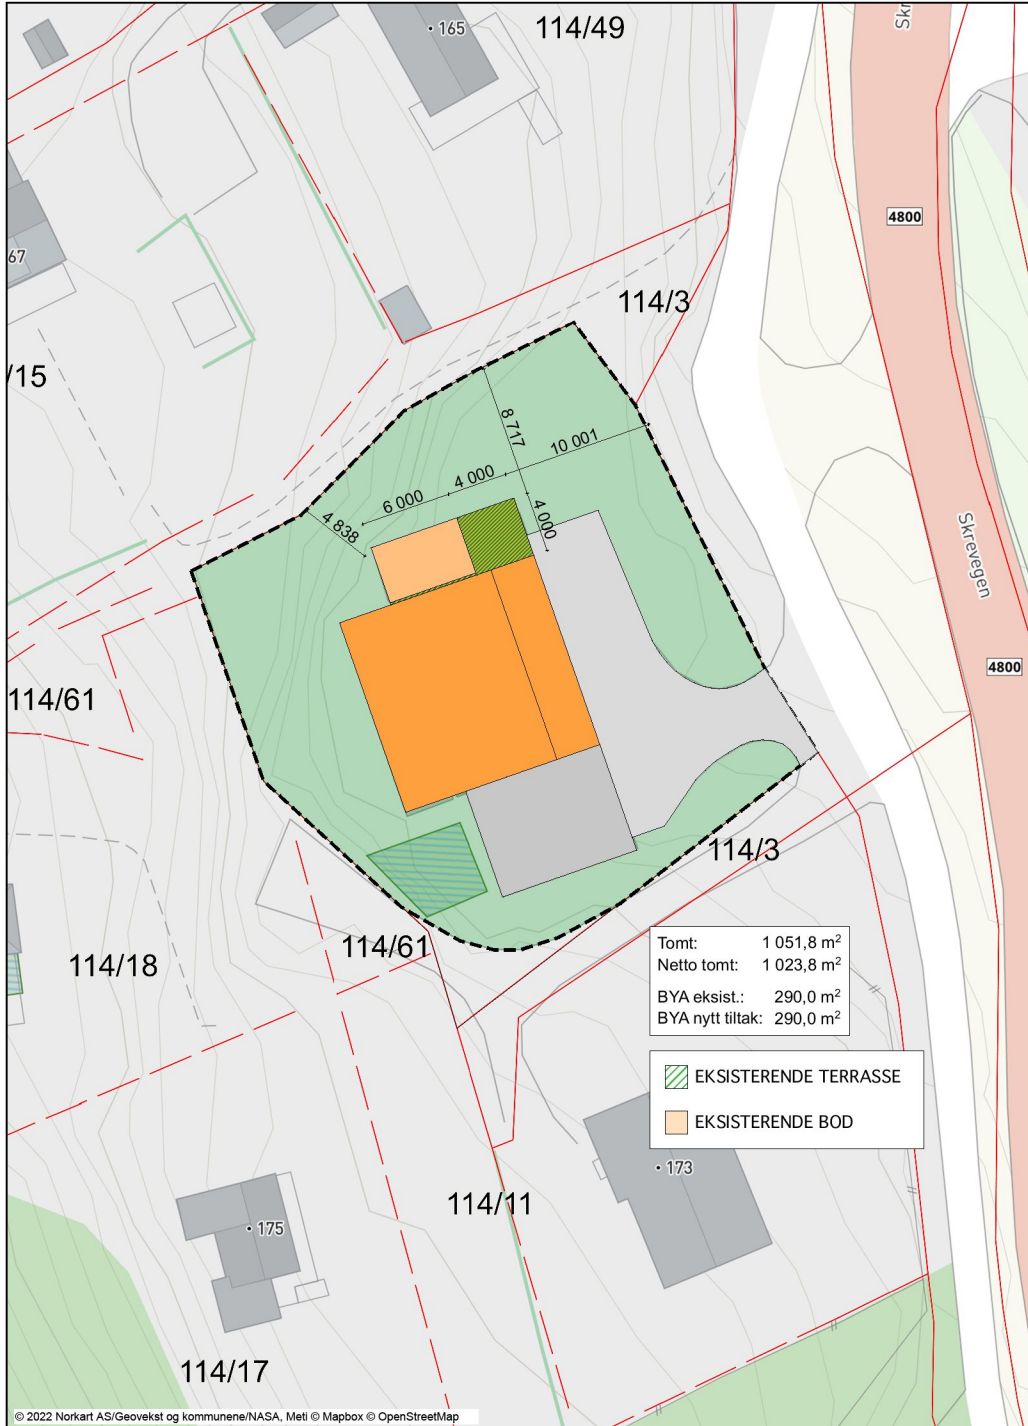 165
114/49
Skr
4800
67
114/3
/15
8 717
10 001
4 000
6 000
4 838
4 000
Skrevegen
4800
114/61
114/3
114/61
114/18
Tomt: 1 051,8 m²
Netto tomt: 1 023,8 m²
BYA eksist.: 290,0 m²
BYA nytt tiltak: 290,0 m²
EKSISTERENDE TERRASSE
EKSISTERENDE BOD
173
114/11
175
114/17
© 2022 Norkart AS/Geovekst og kommunene/NASA, Meti © Mapbox © OpenStreetMap